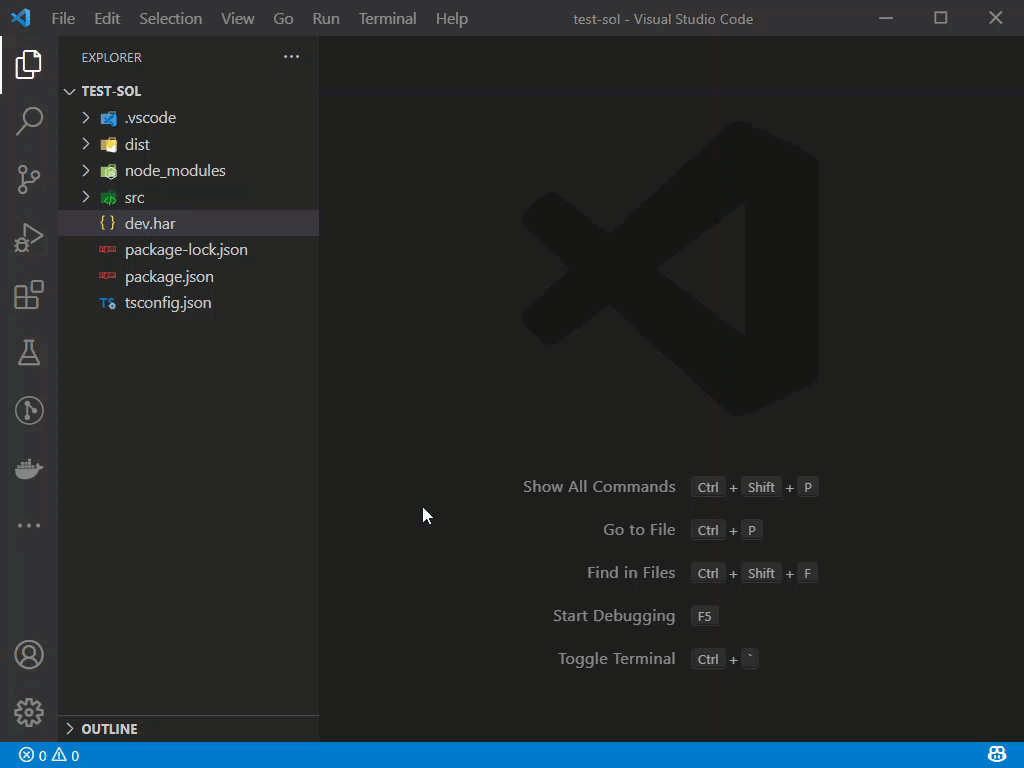 File Edit Selection View Go Run Terminal Help test-sol - Visual Studio Code
EXPLORER
TEST-SOL
.vscode
dist
node_modules
src
{ } dev.har
package-lock.json
package.json
TS tsconfig.json
Show All Commands Ctrl + Shift + P
Go to File Ctrl + P
Find in Files Ctrl + Shift + F
Start Debugging F5
Toggle Terminal Ctrl + `
OUTLINE
0 0